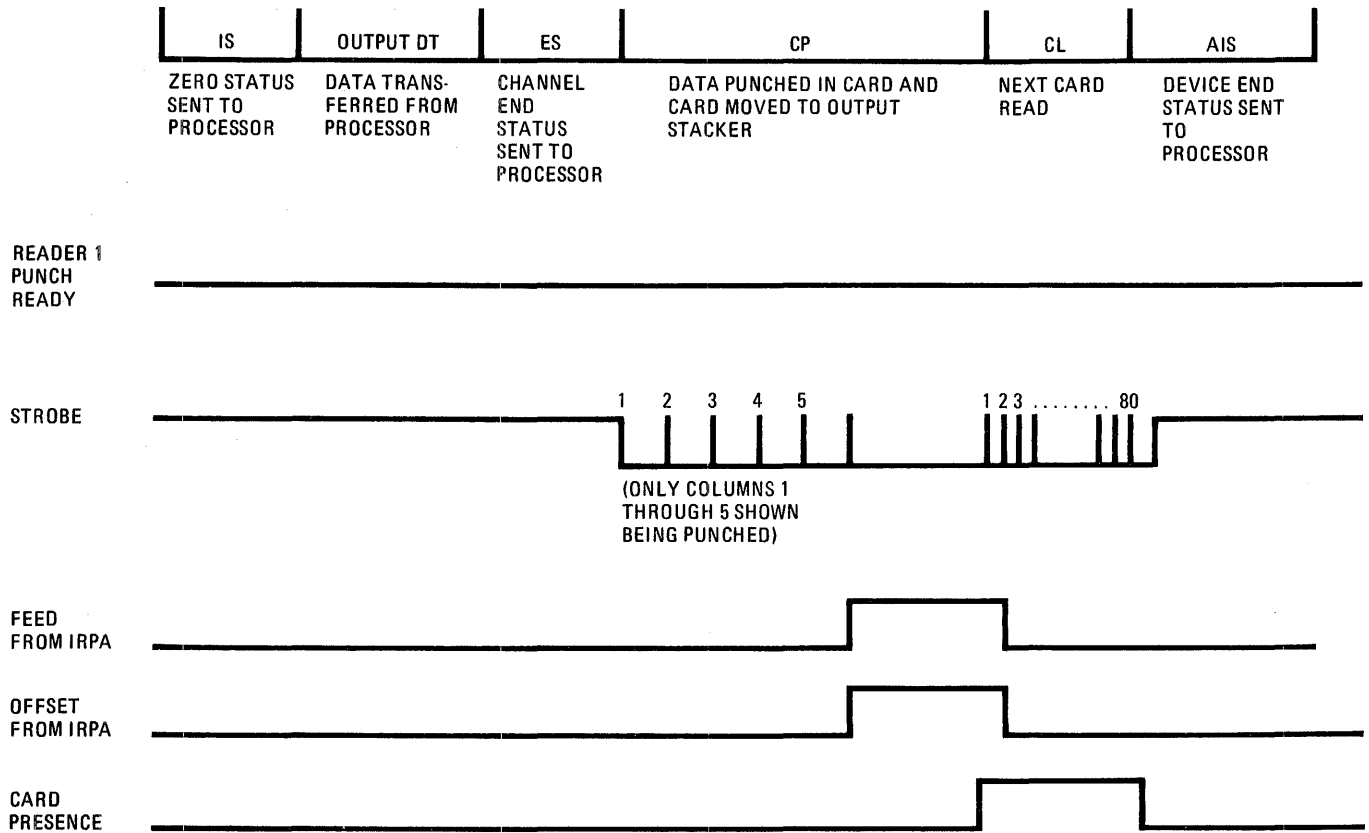 IS OUTPUT DT ES CP CL AIS
ZERO STATUS
SENT TO
PROCESSOR
DATA TRANS-
FERRED FROM
PROCESSOR
CHANNEL
END
STATUS
SENT TO
PROCESSOR
DATA PUNCHED IN CARD AND
CARD MOVED TO OUTPUT
STACKER
NEXT CARD
READ
DEVICE END
STATUS SENT
TO
PROCESSOR
READER 1
PUNCH
READY
STROBE
1 2 3 4 5 1 2 3 ........ 80
(ONLY COLUMNS 1
THROUGH 5 SHOWN
BEING PUNCHED)
FEED
FROM IRPA
OFFSET
FROM IRPA
CARD
PRESENCE